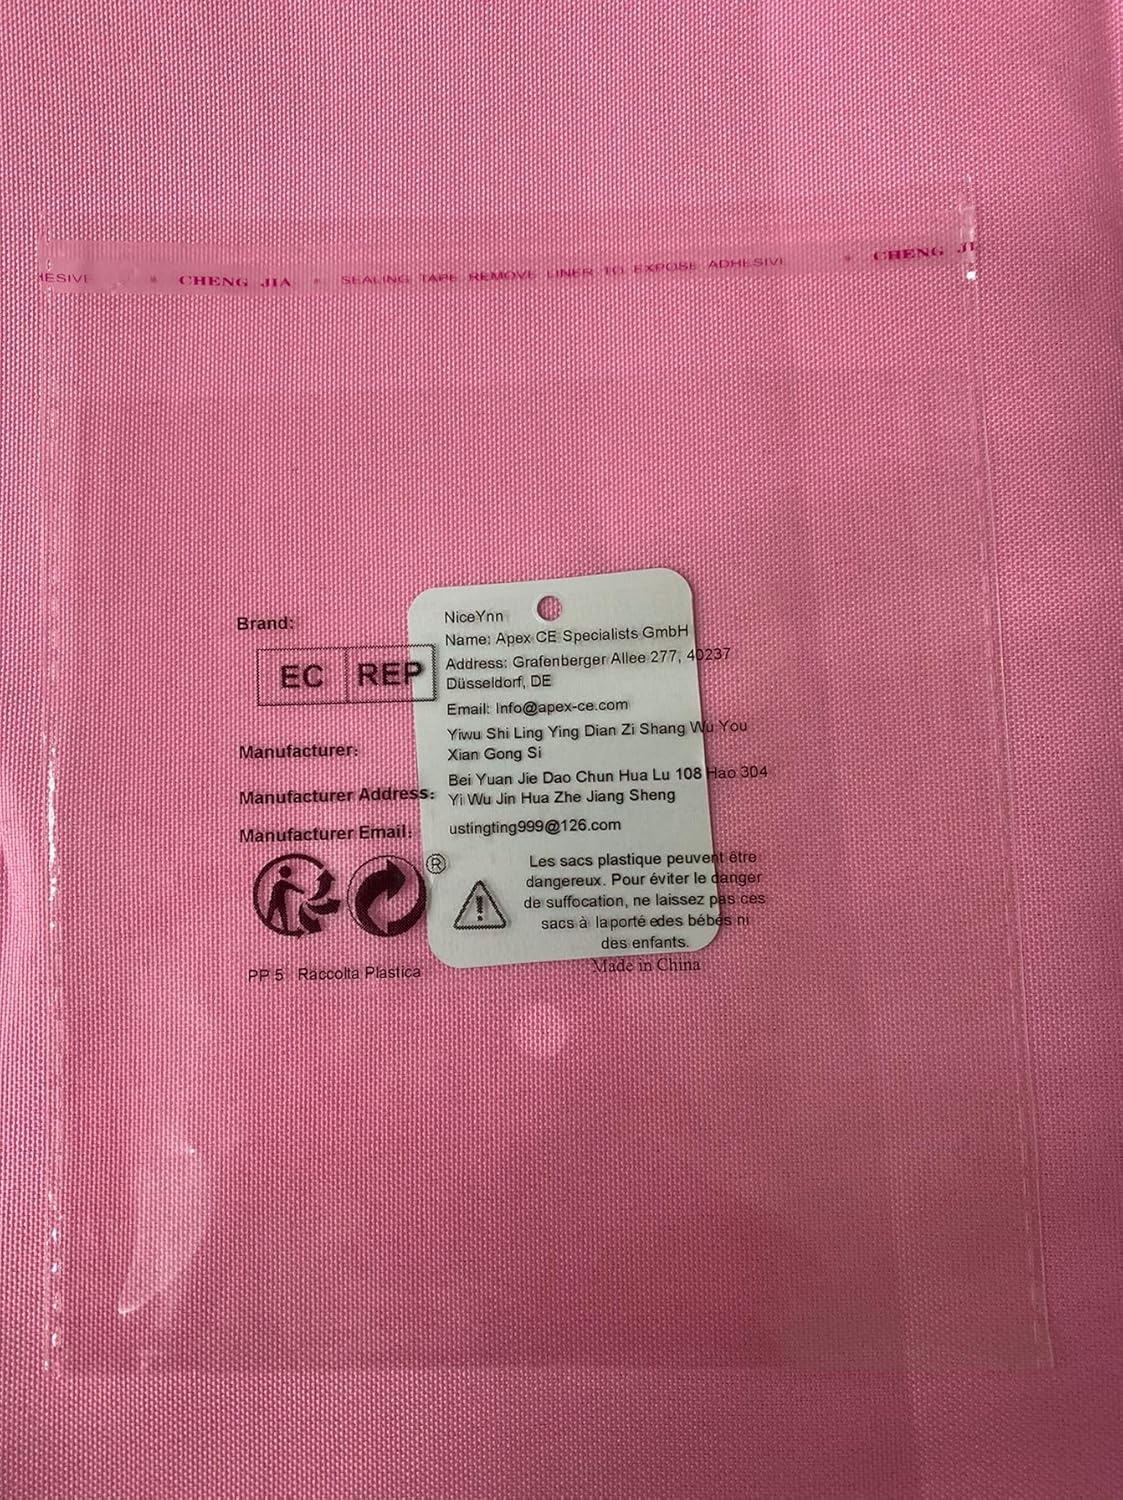 HESIVE * CHENG JIA * SEALING TAPE REMOVE LINER TO EXPOSE ADHESIVE * CHENG JI
Brand: NiceYnn
EC REP Name: Apex CE Specialists GmbH
Address: Grafenberger Allee 277, 40237
Düsseldorf, DE
Email: Info@apex-ce.com
Manufacturer: Yiwu Shi Ling Ying Dian Zi Shang Wu You
Xian Gong Si
Manufacturer Address: Bei Yuan Jie Dao Chun Hua Lu 108 Hao 304
Yi Wu Jin Hua Zhe Jiang Sheng
Manufacturer Email: ustingting999@126.com
®
Les sacs plastique peuvent être
dangereux. Pour éviter le danger
de suffocation, ne laissez pas ces
sacs à laporté edes bébés ni
des enfants.
PP 5 Raccolta Plastica
Made in China